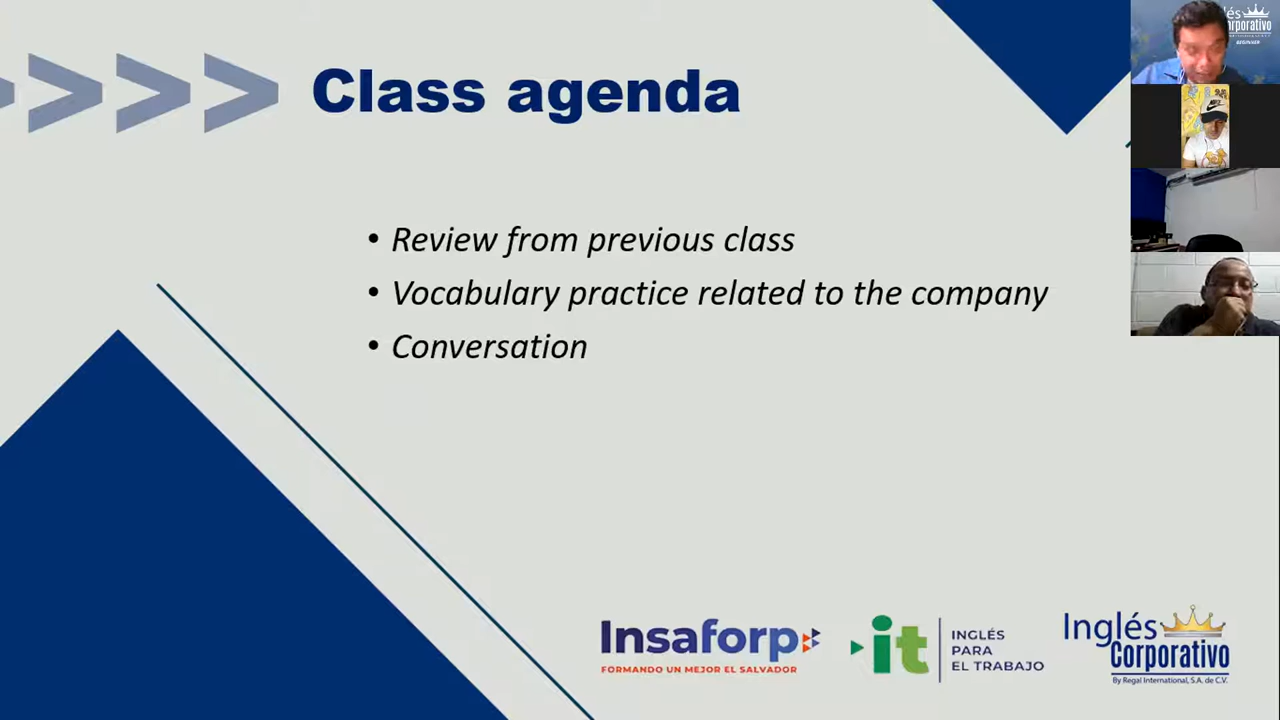 Class agenda
• Review from previous class
• Vocabulary practice related to the company
• Conversation
Insaforp
FORMANDO UN MEJOR EL SALVADOR
it
INGLÉS
PARA
EL TRABAJO
Inglés
Corporativo
By Regal International, S.A. de C.V.
BEGINNER